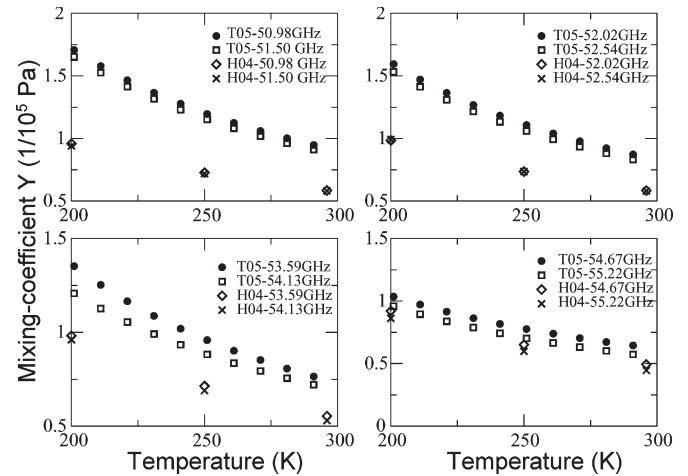 Mixing-coefficient Y (1/10⁵ Pa)
2
T05-50.98GHz
T05-51.50 GHz
H04-50.98 GHz
H04-51.50 GHz
1.5
1
0.5
200
250
300
2
T05-52.02GHz
T05-52.54GHz
H04-52.02GHz
H04-52.54GHz
1.5
1
0.5
200
250
300
1.5
T05-53.59GHz
T05-54.13GHz
H04-53.59GHz
H04-54.13GHz
1
0.5
200
250
300
Temperature (K)
1.5
T05-54.67GHz
T05-55.22GHz
H04-54.67GHz
H04-55.22GHz
1
0.5
0
200
250
300
Temperature (K)